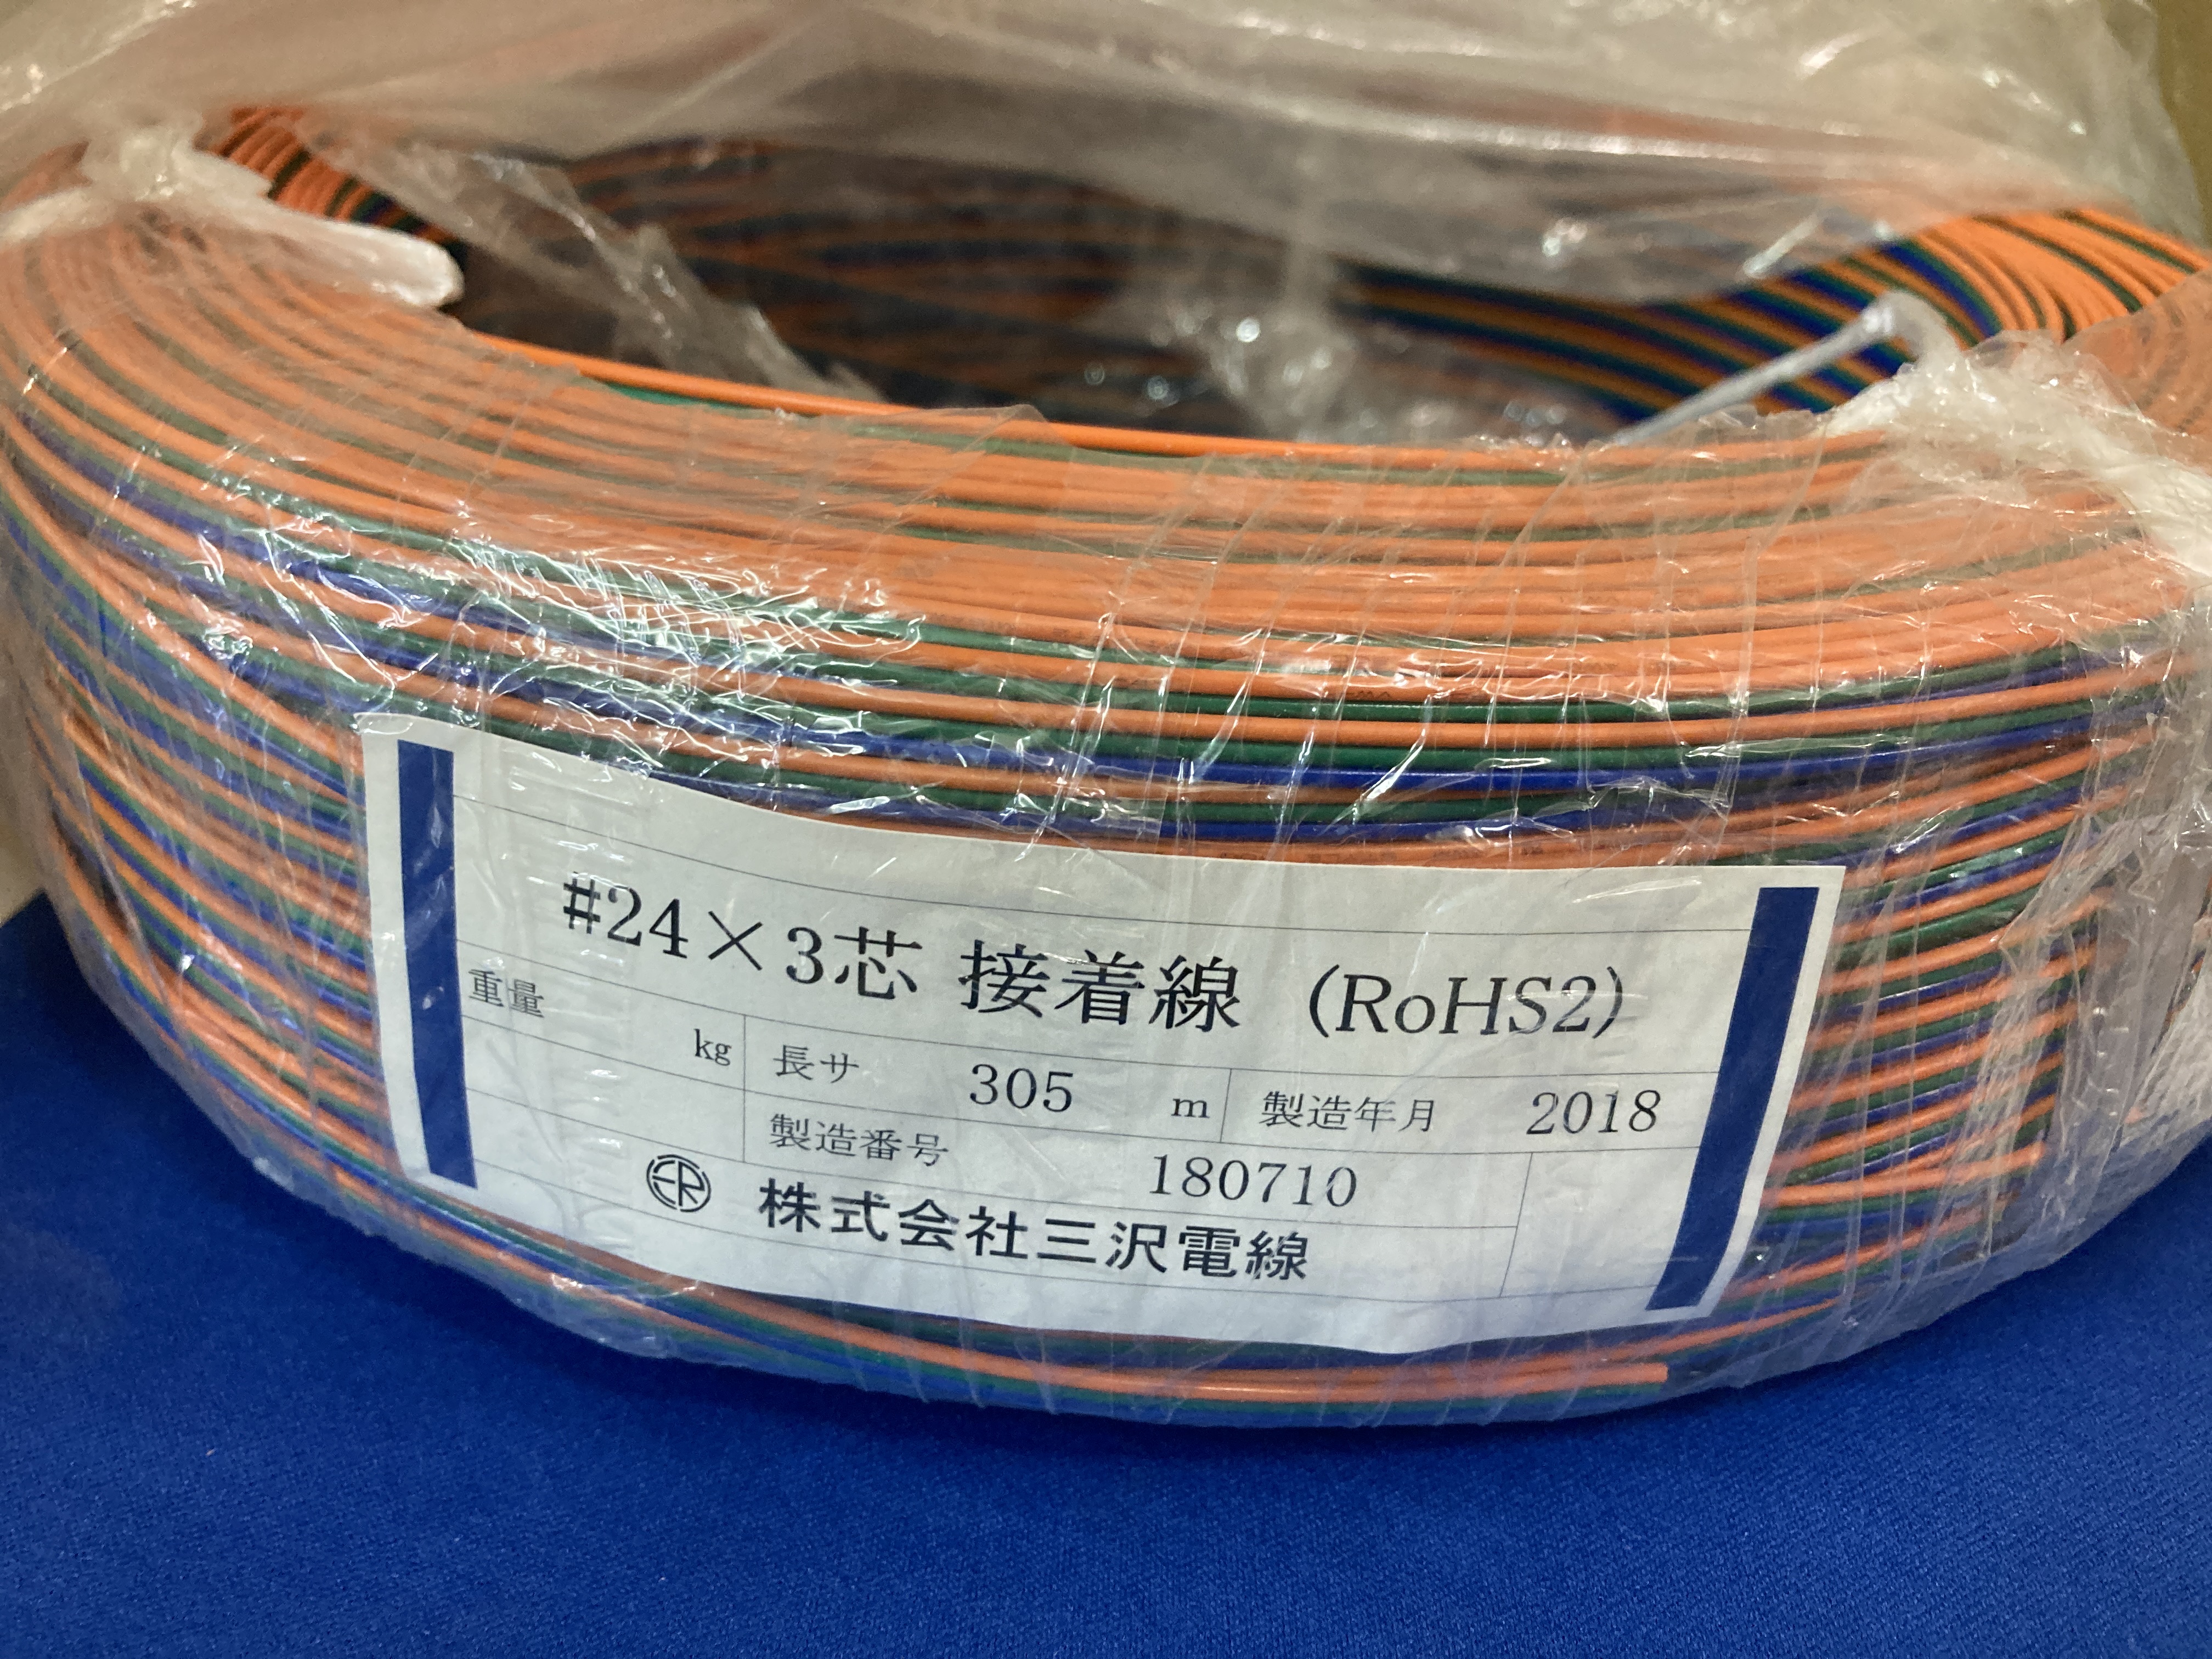 #24×3芯 接着線 (RoHS2)
重量 kg 長サ 305 m 製造年月 2018
製造番号 180710
ER 株式会社三沢電線